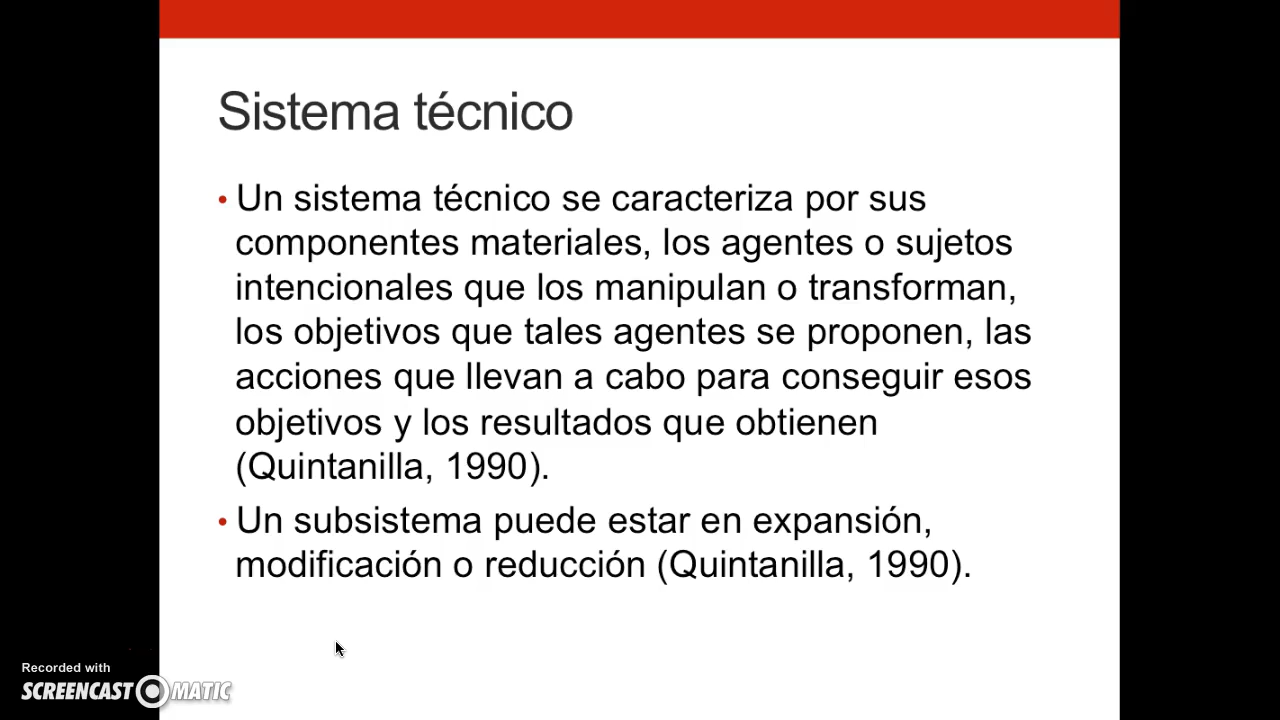 Sistema técnico
• Un sistema técnico se caracteriza por sus
componentes materiales, los agentes o sujetos
intencionales que los manipulan o transforman,
los objetivos que tales agentes se proponen, las
acciones que llevan a cabo para conseguir esos
objetivos y los resultados que obtienen
(Quintanilla, 1990).
• Un subsistema puede estar en expansión,
modificación o reducción (Quintanilla, 1990).
Recorded with
SCREENCAST MATIC